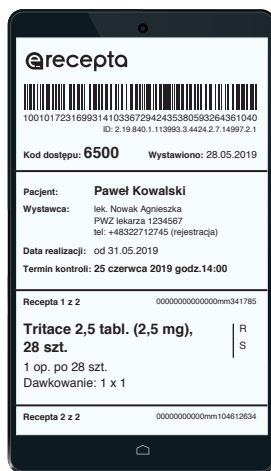 erecepta
10010172316999314103367294243538059326436​1040
ID: 2.19.840.1.113993.3.4424.2.7.14997.2.1
Kod dostępu: 6500 Wystawiono: 28.05.2019
Pacjent: Paweł Kowalski
Wystawca: lek. Nowak Agnieszka
PWZ lekarza 1234567
tel: +48322712745 (rejestracja)
Data realizacji: od 31.05.2019
Termin kontroli: 25 czerwca 2019 godz.14:00
Recepta 1 z 2 00000000000000mm341785
Tritace 2,5 tabl. (2,5 mg), R
28 szt. S
1 op. po 28 szt.
Dawkowanie: 1 x 1
Recepta 2 z 2 00000000000mm104612634